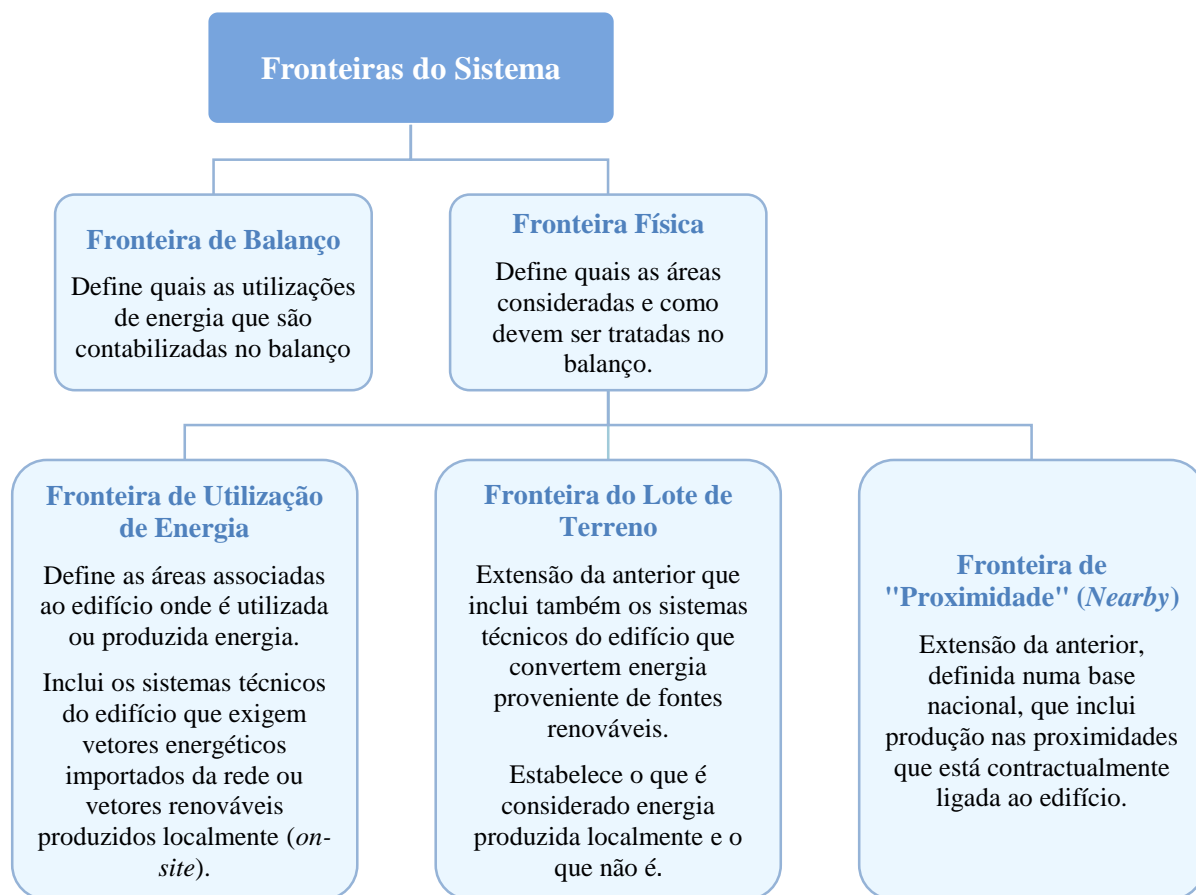 Fronteiras do Sistema
Fronteira de Balanço
Define quais as utilizações
de energia que são
contabilizadas no balanço
Fronteira Física
Define quais as áreas
consideradas e como
devem ser tratadas no
balanço.
Fronteira de Utilização
de Energia
Define as áreas associadas
ao edifício onde é utilizada
ou produzida energia.
Inclui os sistemas técnicos
do edifício que exigem
vetores energéticos
importados da rede ou
vetores renováveis
produzidos localmente (on-
site).
Fronteira do Lote de
Terreno
Extensão da anterior que
inclui também os sistemas
técnicos do edifício que
convertem energia
proveniente de fontes
renováveis.
Estabelece o que é
considerado energia
produzida localmente e o
que não é.
Fronteira de
"Proximidade" (Nearby)
Extensão da anterior,
definida numa base
nacional, que inclui
produção nas proximidades
que está contractualmente
ligada ao edifício.